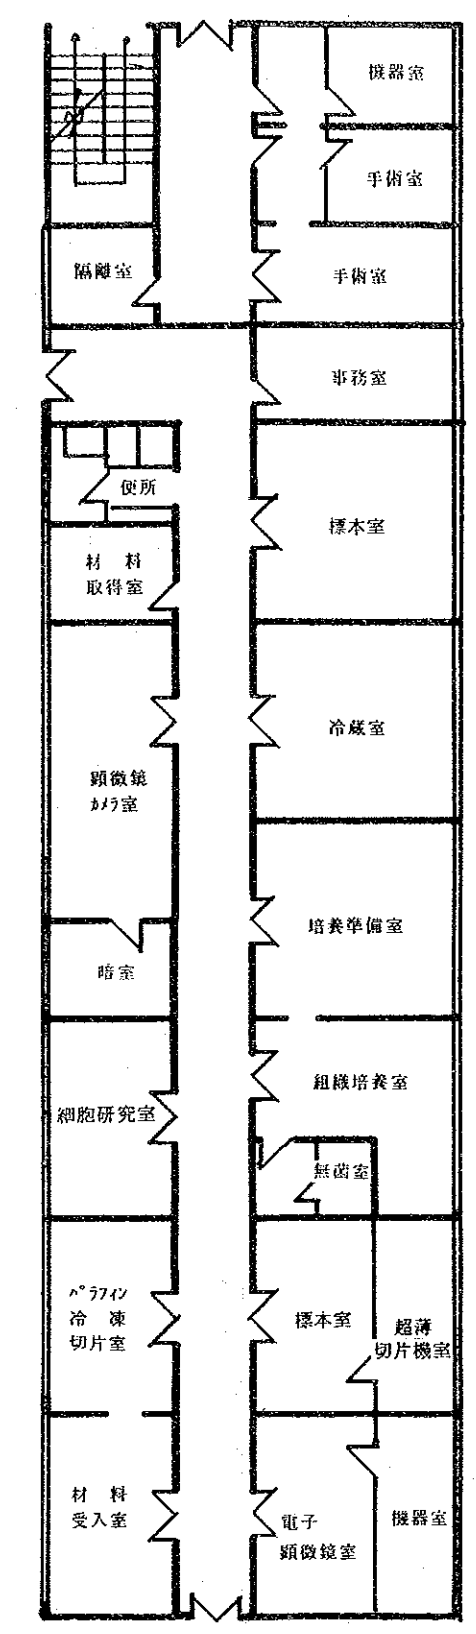 機器室
手術室
隔離室
手術室
事務室
便所
標本室
材料
取得室
冷蔵室
顕微鏡
カメラ室
培養準備室
暗室
組織培養室
細胞研究室
無菌室
パラフィン
冷凍
切片室
標本室
超薄
切片機室
材料
受入室
電子
顕微鏡室
機器室